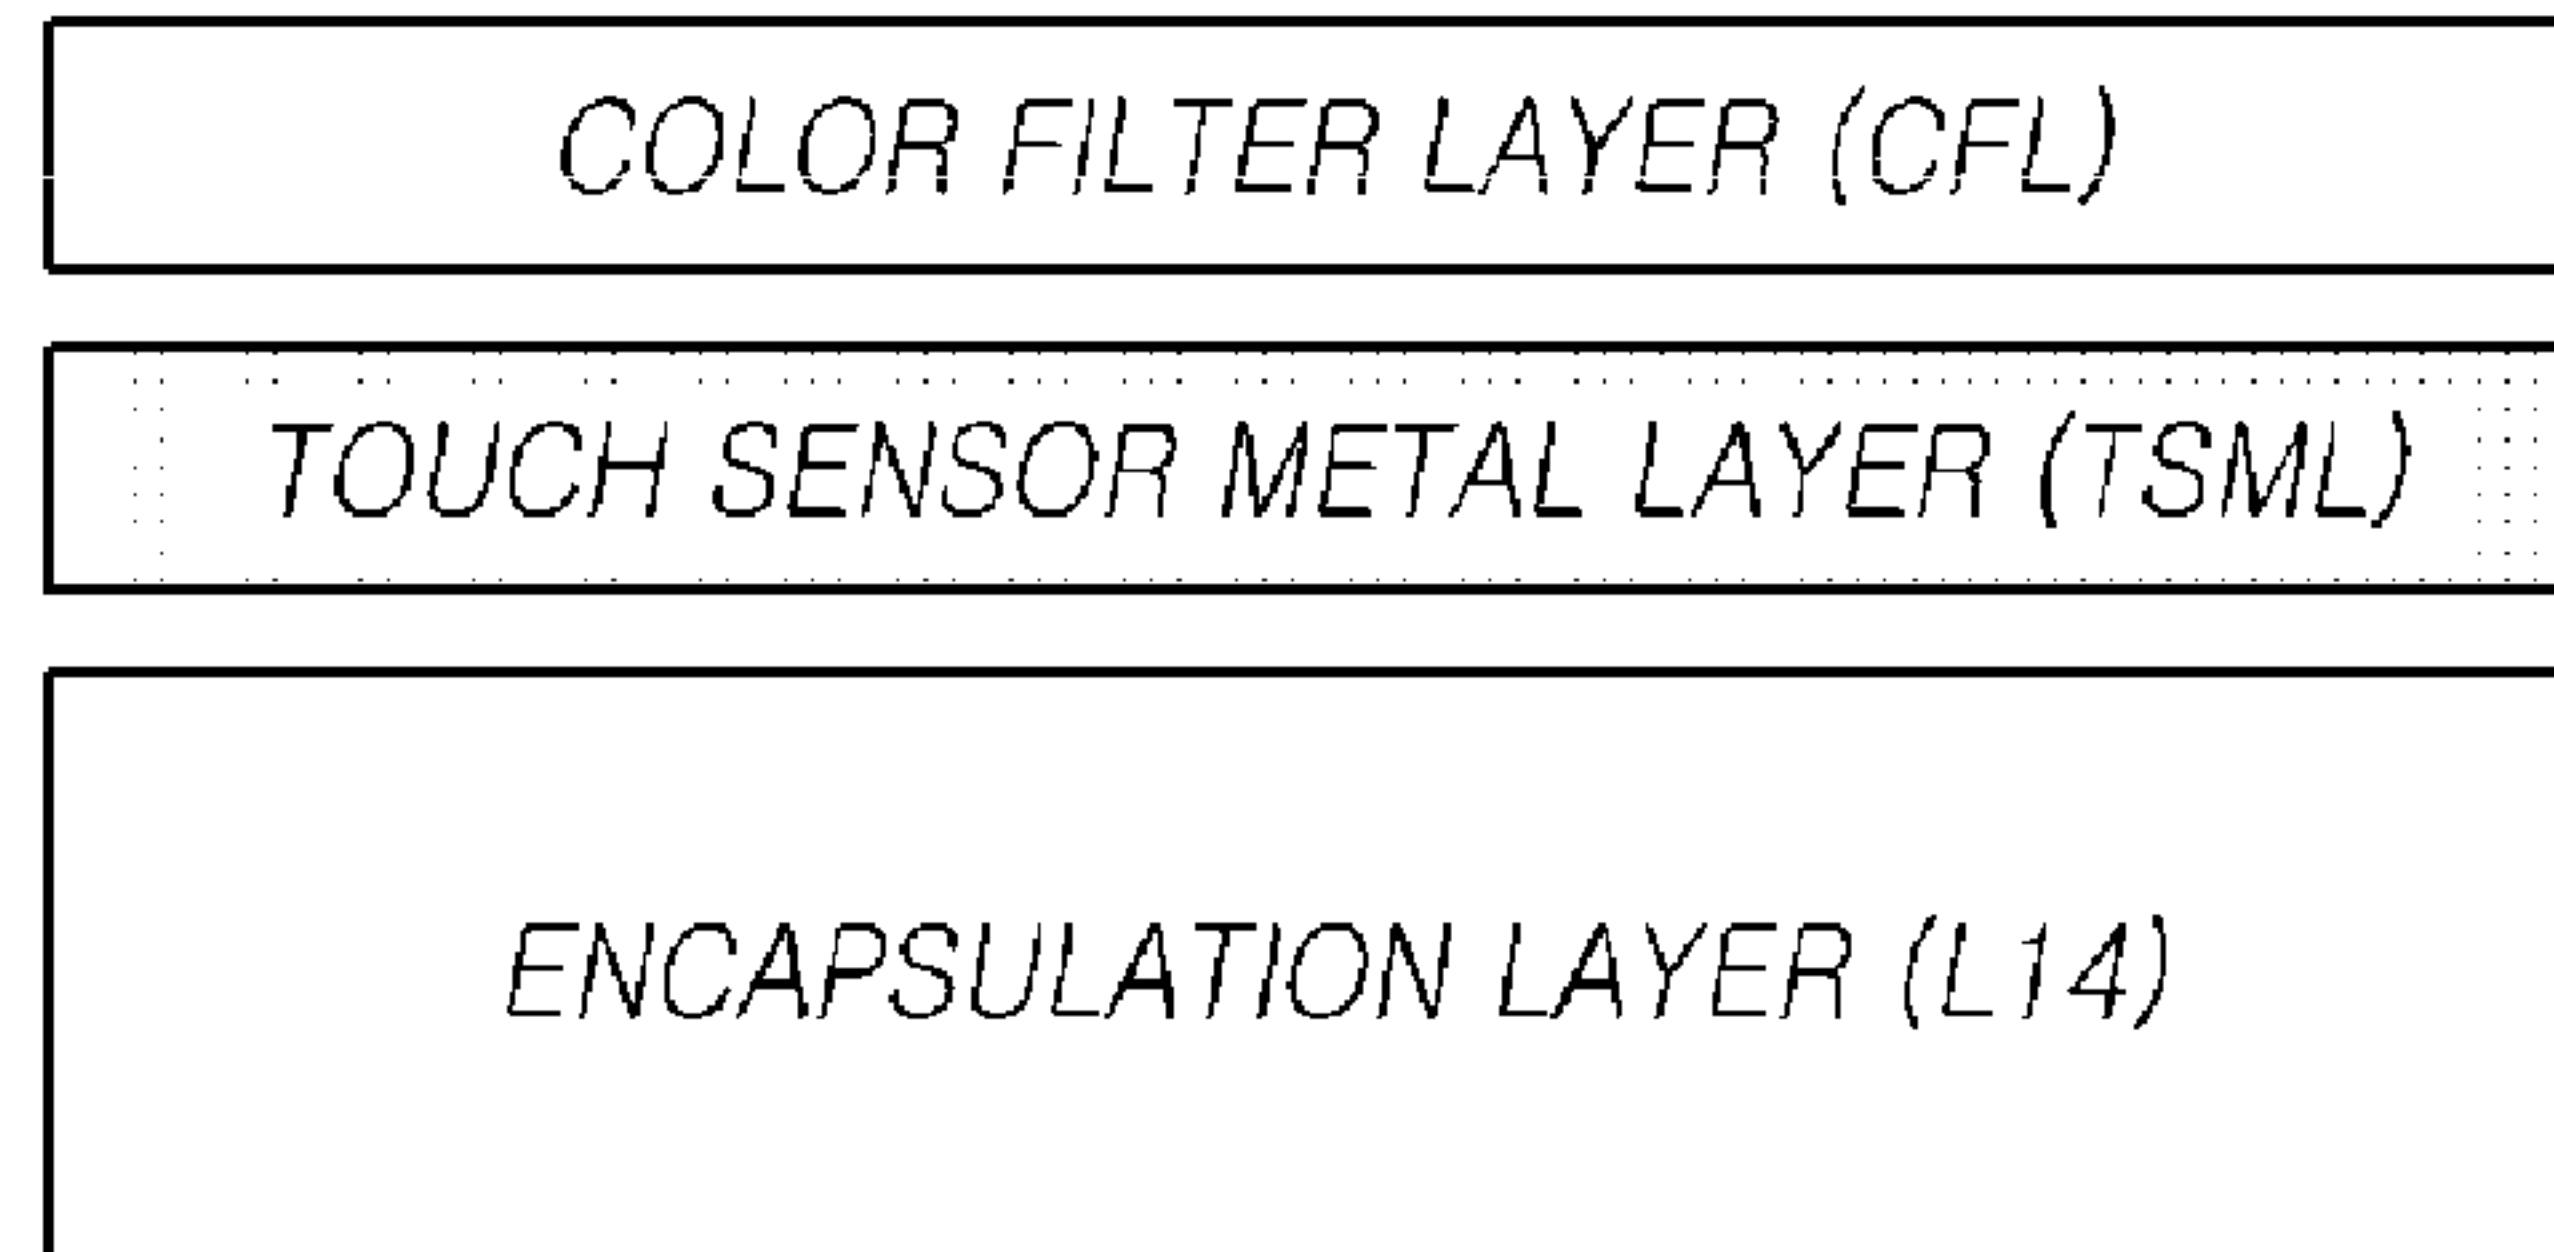 COLOR FILTER LAYER (CFL)
TOUCH SENSOR METAL LAYER (TSML)
ENCAPSULATION LAYER (L14)